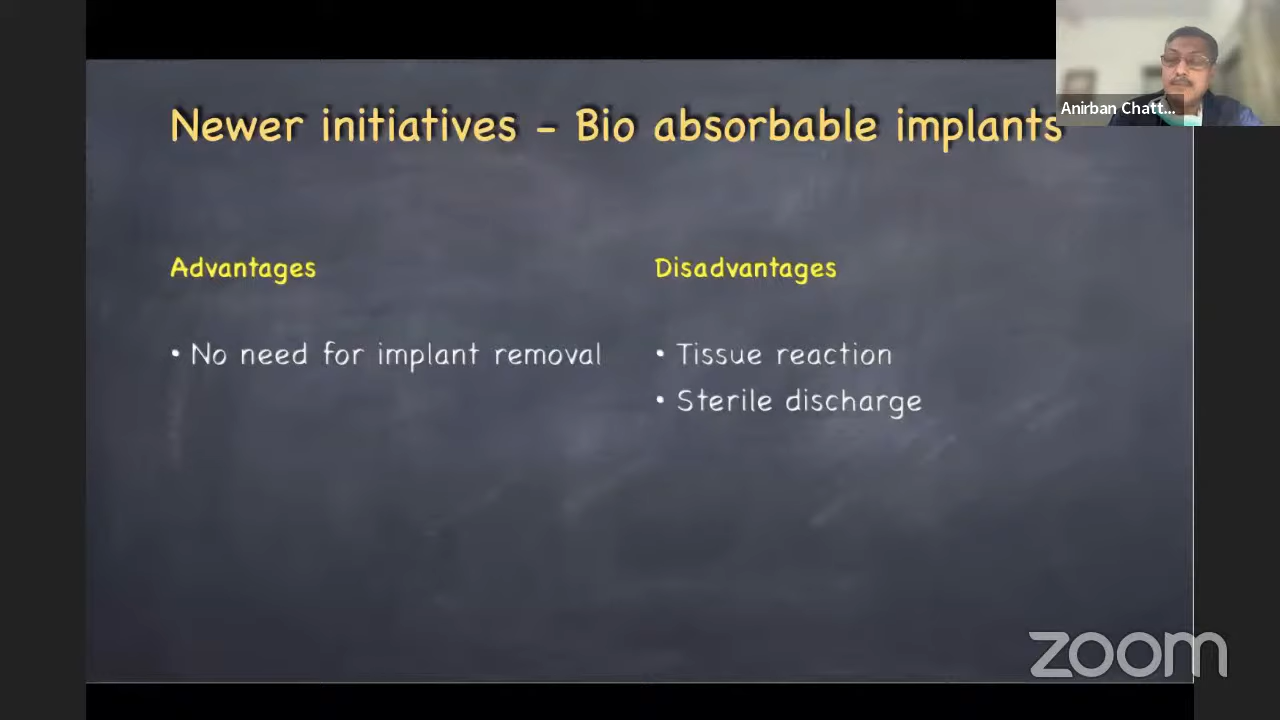 Newer initiatives - Bio absorbable implants
Anirban Chatt...
Advantages
Disadvantages
• No need for implant removal
• Tissue reaction
• Sterile discharge
zoom